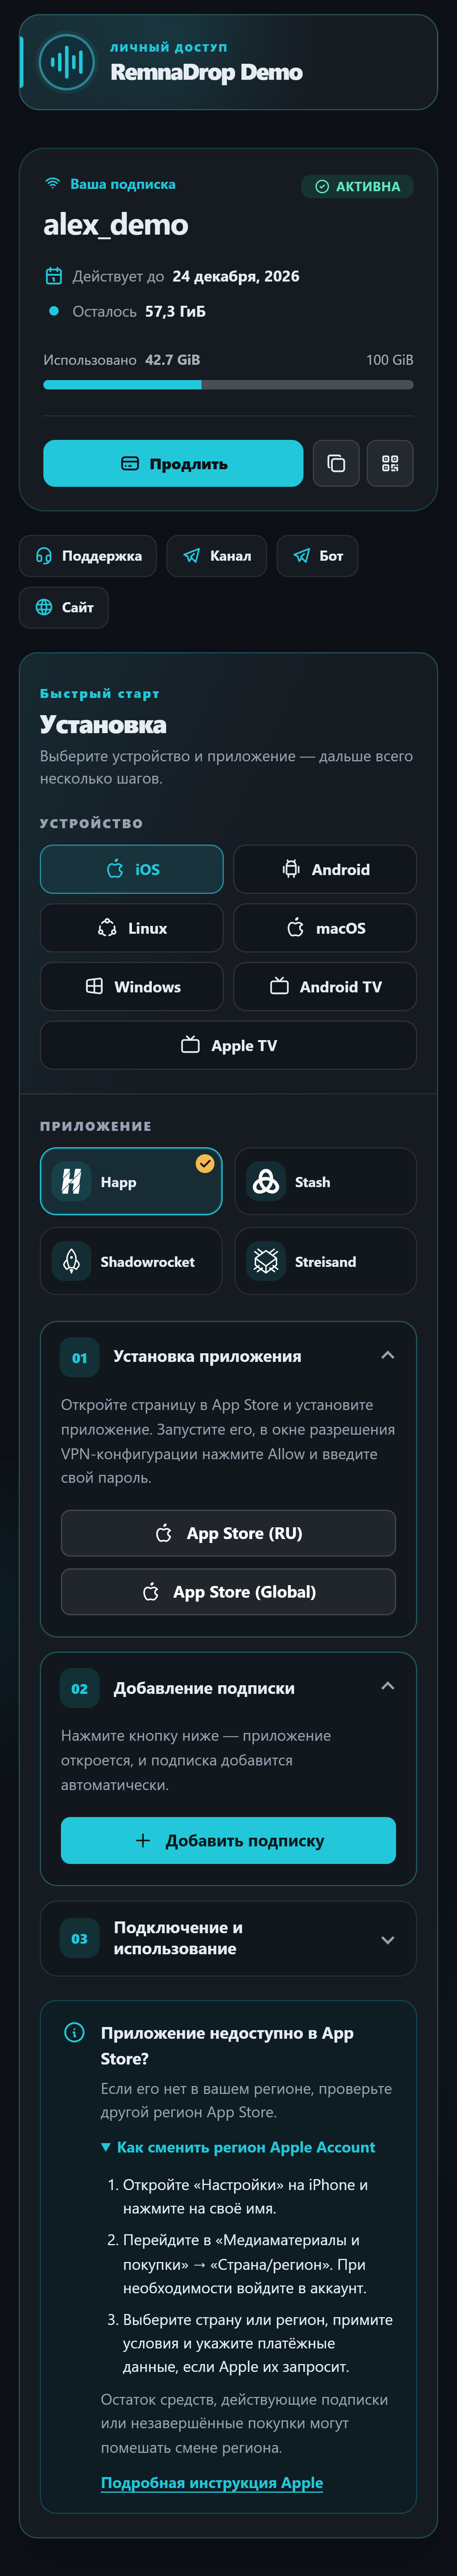 ЛИЧНЫЙ ДОСТУП
RemnaDrop Demo
Ваша подписка
АКТИВНА
alex_demo
Действует до 24 декабря, 2026
Осталось 57,3 ГиБ
Использовано 42.7 GiB
100 GiB
Продлить
Поддержка
Канал
Бот
Сайт
Быстрый старт
Установка
Выберите устройство и приложение — дальше всего
несколько шагов.
УСТРОЙСТВО
iOS
Android
Linux
macOS
Windows
Android TV
Apple TV
ПРИЛОЖЕНИЕ
Happ
Stash
Shadowrocket
Streisand
01 Установка приложения
Откройте страницу в App Store и установите
приложение. Запустите его, в окне разрешения
VPN-конфигурации нажмите Allow и введите
свой пароль.
App Store (RU)
App Store (Global)
02 Добавление подписки
Нажмите кнопку ниже — приложение
откроется, и подписка добавится
автоматически.
Добавить подписку
03 Подключение и
использование
Приложение недоступно в App
Store?
Если его нет в вашем регионе, проверьте
другой регион App Store.
▼ Как сменить регион Apple Account
1. Откройте «Настройки» на iPhone и
нажмите на своё имя.
2. Перейдите в «Медиаматериалы и
покупки» → «Страна/регион». При
необходимости войдите в аккаунт.
3. Выберите страну или регион, примите
условия и укажите платёжные
данные, если Apple их запросит.
Остаток средств, действующие подписки
или незавершённые покупки могут
помешать смене региона.
Подробная инструкция Apple